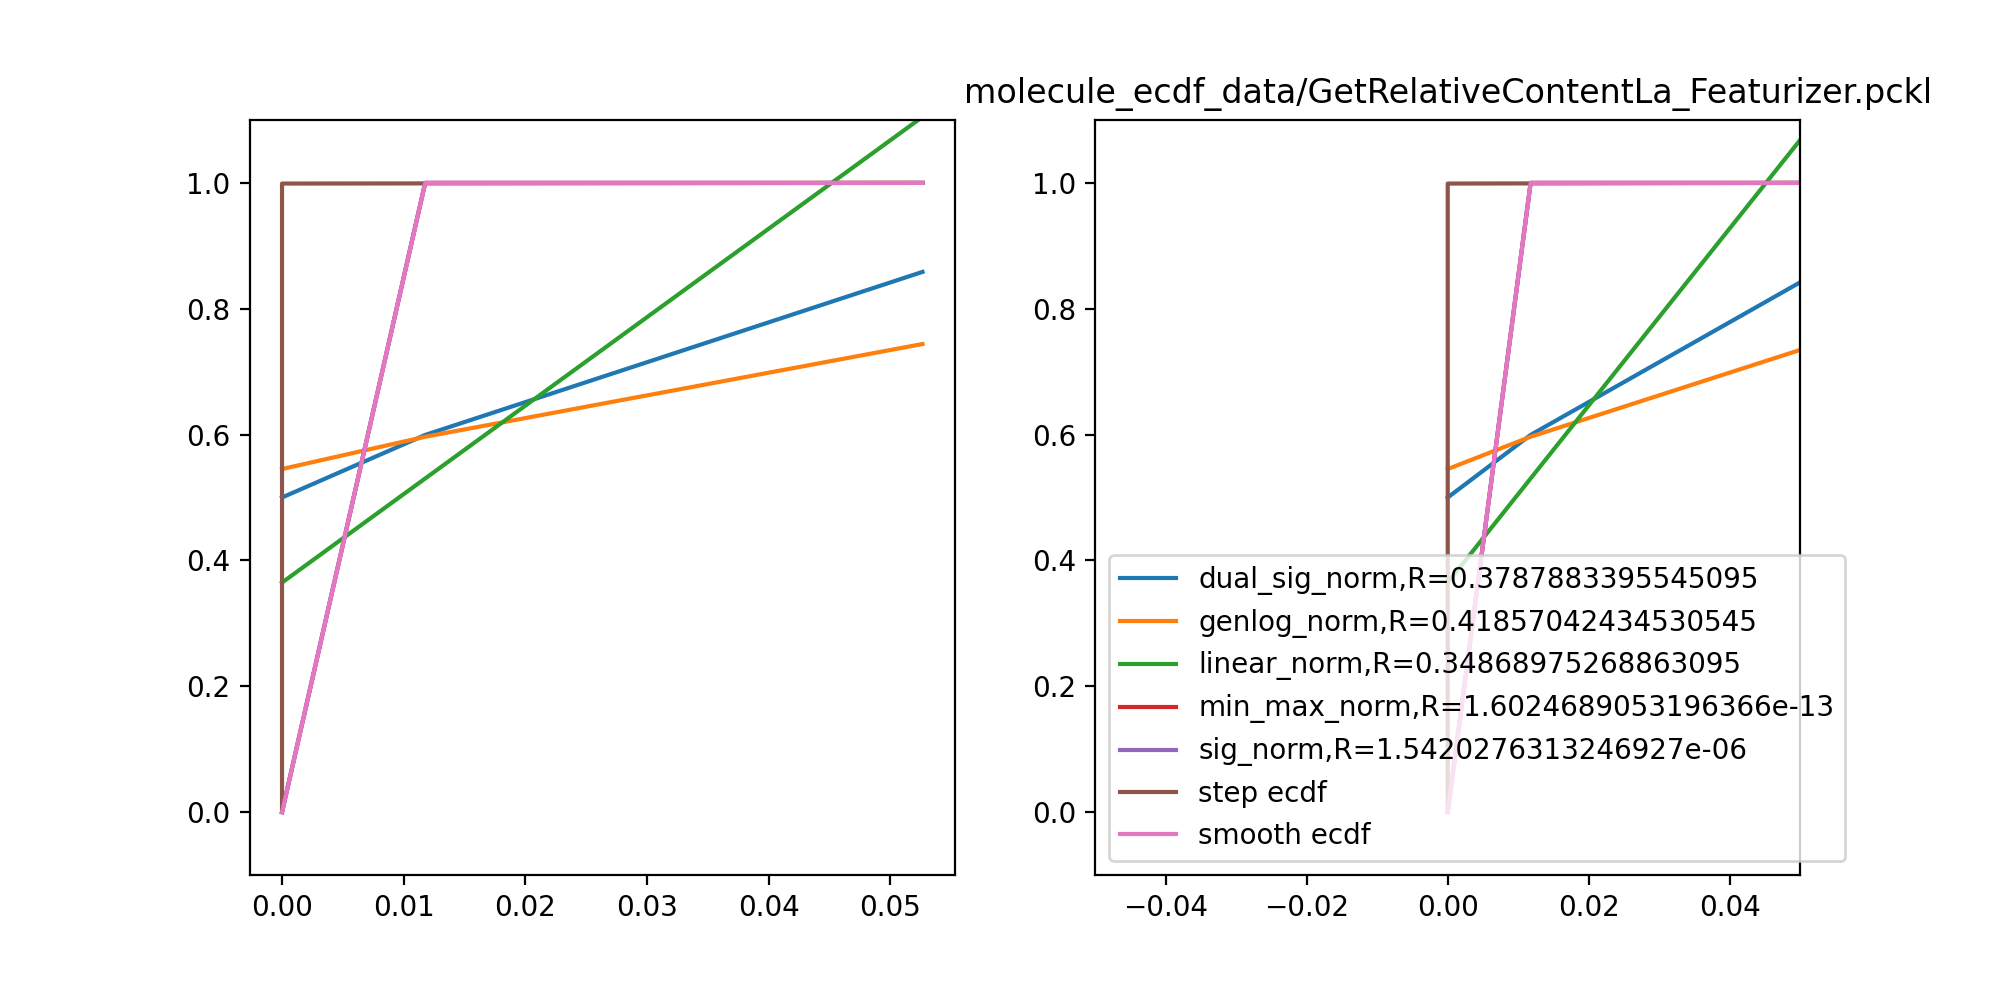 molecule_ecdf_data/GetRelativeContentLa_Featurizer.pckl
1.0
0.8
0.6
0.4
0.2
0.0
0.00 0.01 0.02 0.03 0.04 0.05
1.0
0.8
0.6
0.4
0.2
0.0
dual_sig_norm,R=0.3787883395545095
genlog_norm,R=0.41857042434530545
linear_norm,R=0.34868975268863095
min_max_norm,R=1.6024689053196366e-13
sig_norm,R=1.5420276313246927e-06
step ecdf
smooth ecdf
−0.04 −0.02 0.00 0.02 0.04